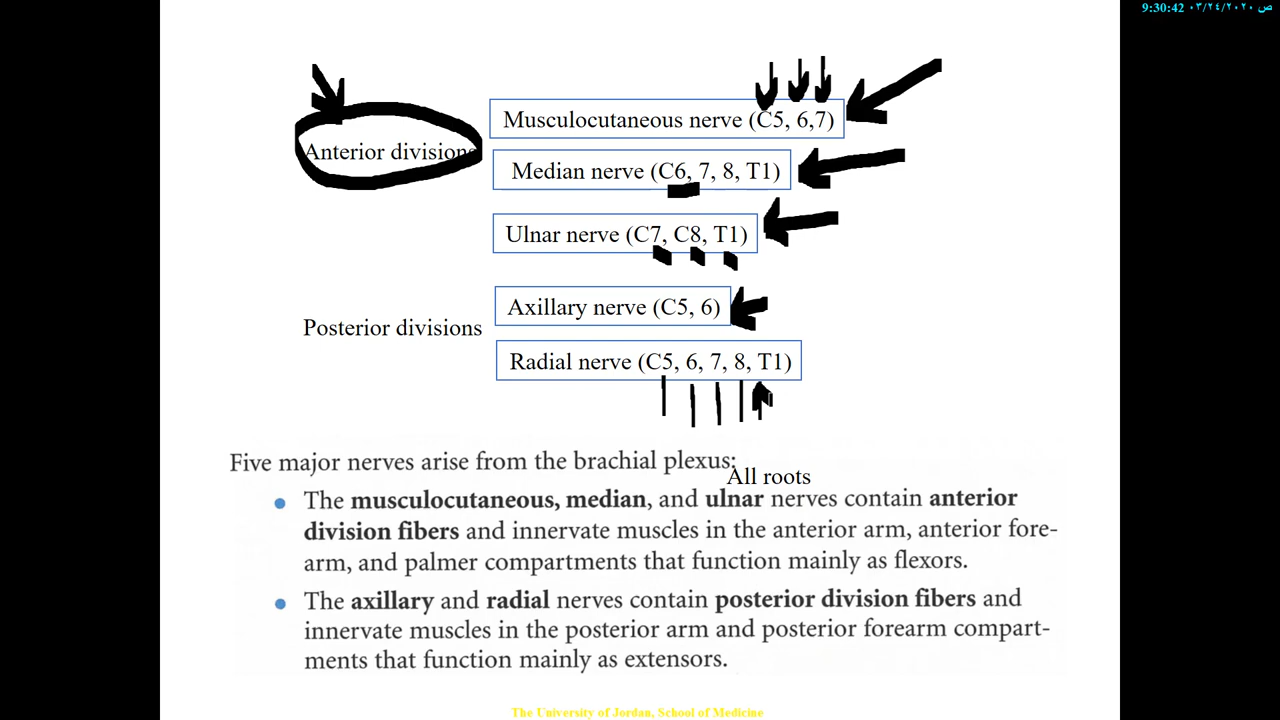 9:30:42 ٠٣/٢٤/٢٠٢٠ ص
Musculocutaneous nerve (C5, 6,7)
Anterior divisions
Median nerve (C6, 7, 8, T1)
Ulnar nerve (C7, C8, T1)
Axillary nerve (C5, 6)
Posterior divisions
Radial nerve (C5, 6, 7, 8, T1)
Five major nerves arise from the brachial plexus:
All roots
● The musculocutaneous, median, and ulnar nerves contain anterior
division fibers and innervate muscles in the anterior arm, anterior fore-
arm, and palmer compartments that function mainly as flexors.
● The axillary and radial nerves contain posterior division fibers and
innervate muscles in the posterior arm and posterior forearm compart-
ments that function mainly as extensors.
The University of Jordan, School of Medicine